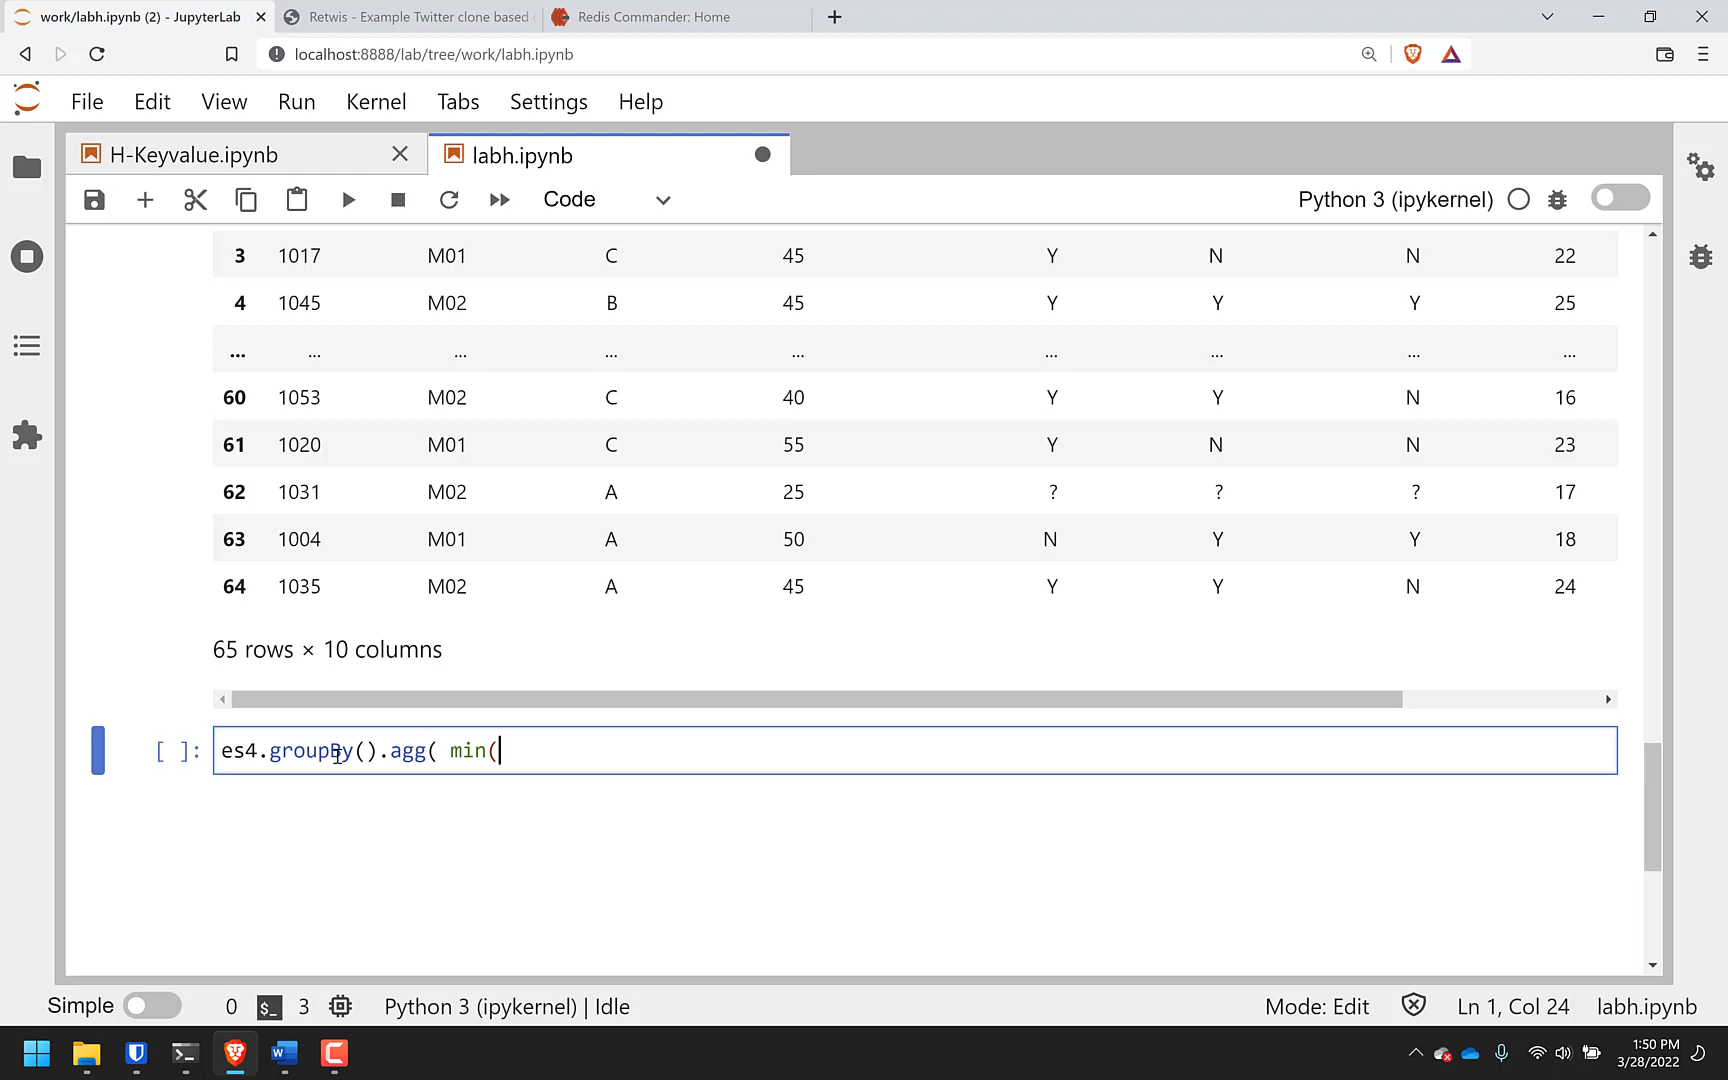 work/labh.ipynb (2) - JupyterLab
Retwis - Example Twitter clone based
Redis Commander: Home
localhost:8888/lab/tree/work/labh.ipynb
File Edit View Run Kernel Tabs Settings Help
H-Keyvalue.ipynb
labh.ipynb
Code
Python 3 (ipykernel)
3 1017 M01 C 45 Y N N 22
4 1045 M02 B 45 Y Y Y 25
... ... ... ... ... ... ... ... ...
60 1053 M02 C 40 Y Y N 16
61 1020 M01 C 55 Y N N 23
62 1031 M02 A 25 ? ? ? 17
63 1004 M01 A 50 N Y Y 18
64 1035 M02 A 45 Y Y N 24
65 rows × 10 columns
[ ]: es4.groupBy().agg( min(
Simple 0 $_ 3 Python 3 (ipykernel) | Idle Mode: Edit Ln 1, Col 24 labh.ipynb
1:50 PM
3/28/2022